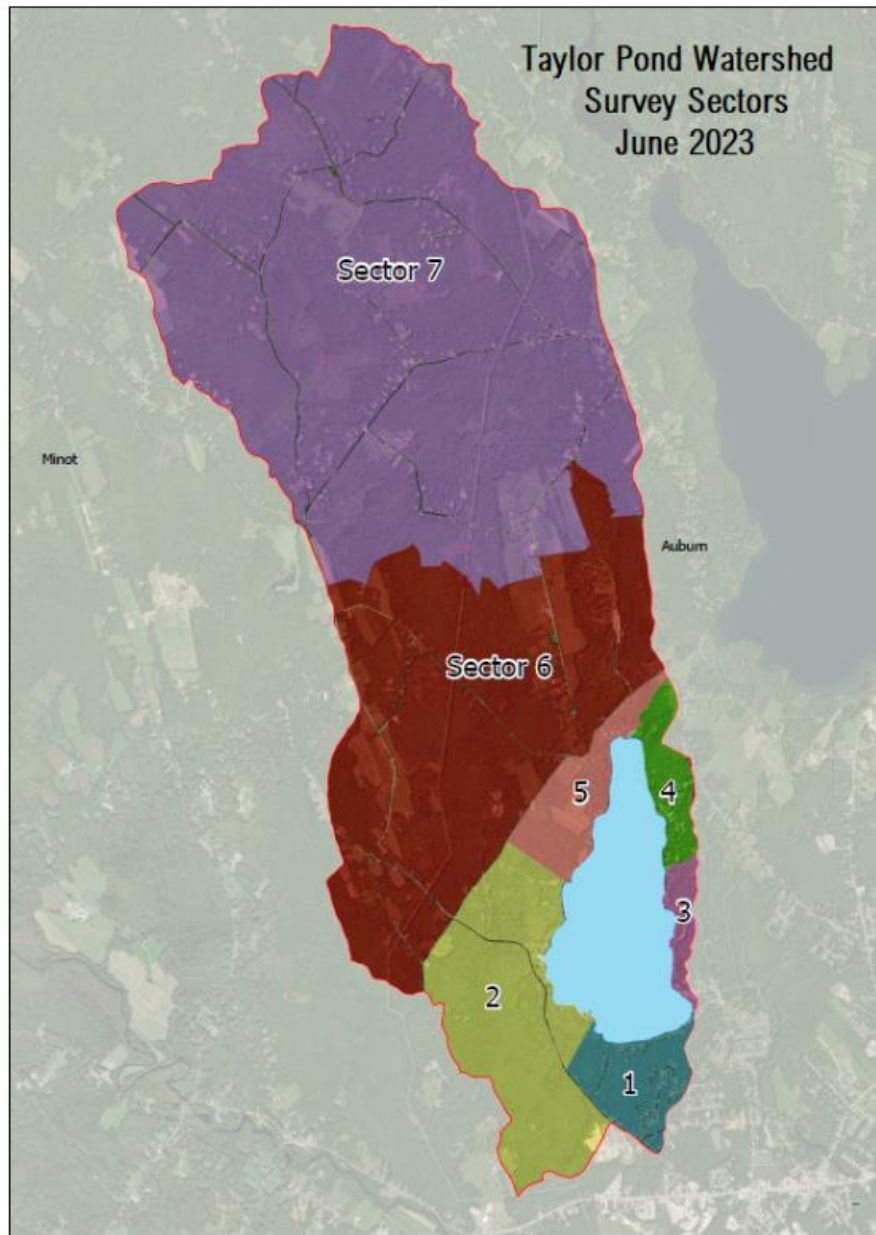 Taylor Pond Watershed
Survey Sectors
June 2023
Sector 7
Minot
Auburn
Sector 6
5
4
3
2
1